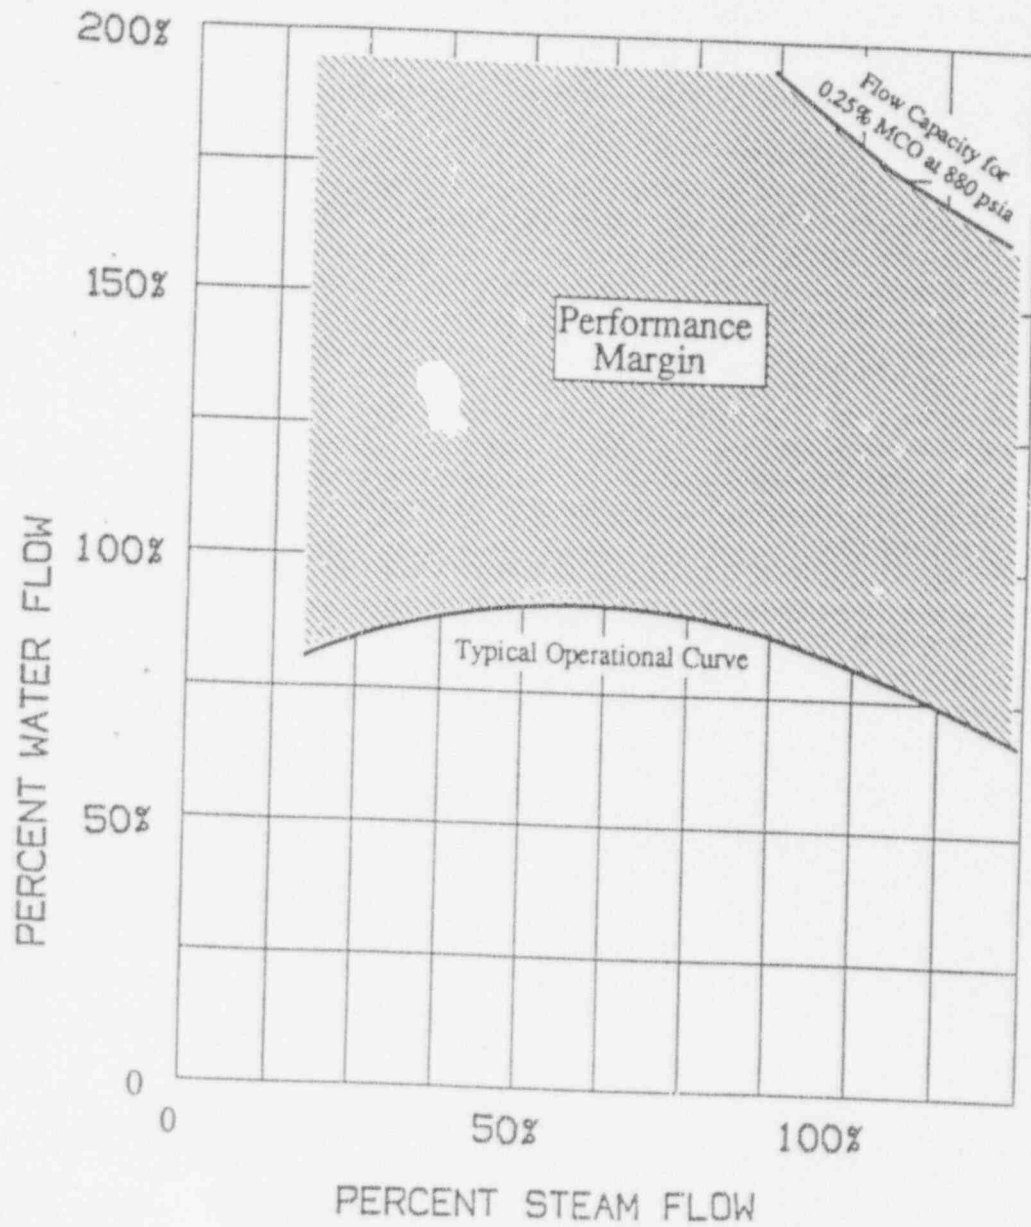 200%
Flow Capacity for
0.25% MCO at 880 psia
150%
Performance
Margin
100%
Typical Operational Curve
50%
0
0
50%
100%
PERCENT WATER FLOW
PERCENT STEAM FLOW